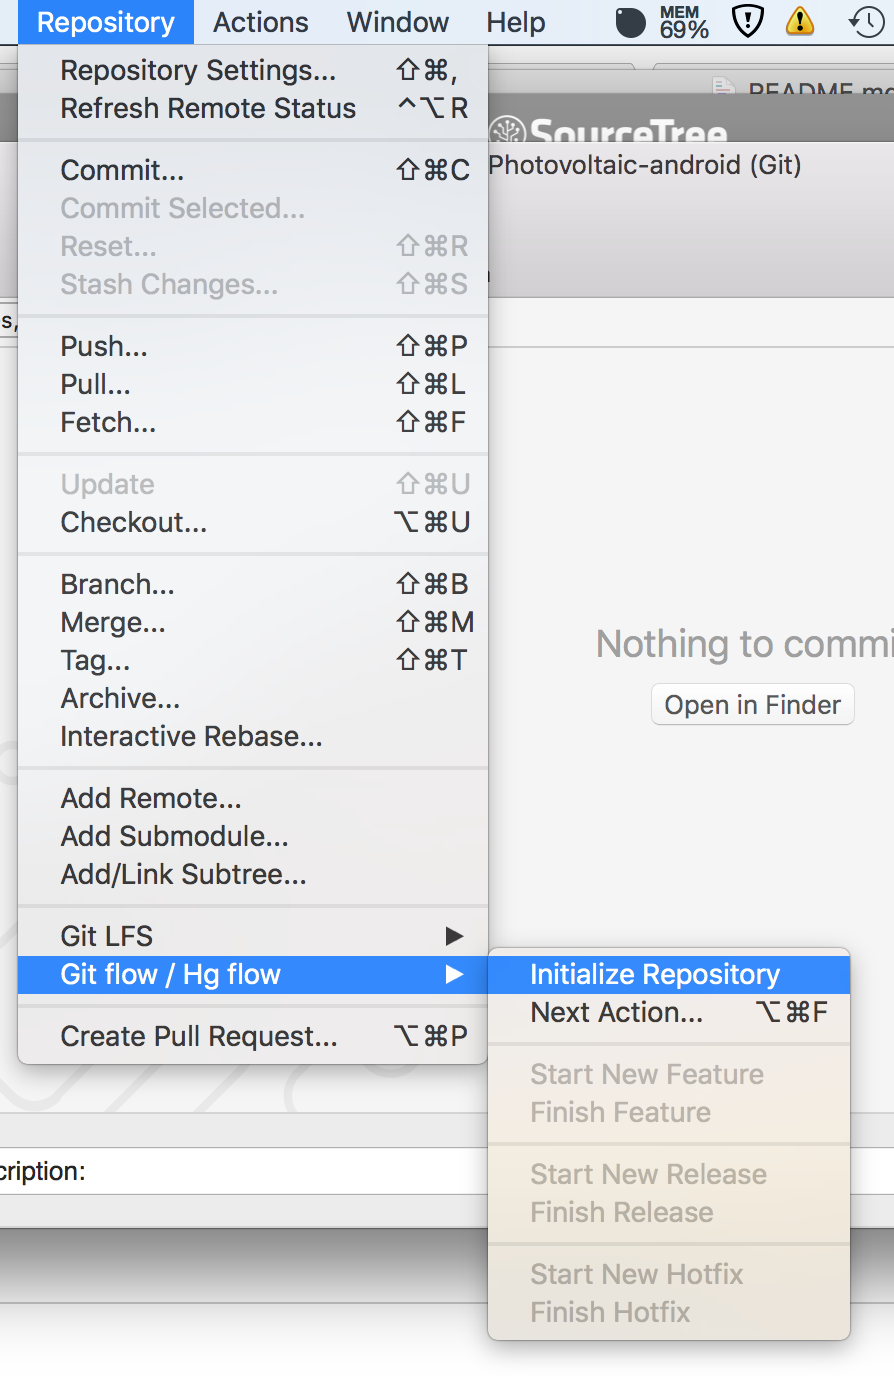 Repository Actions Window Help MEM 69%
Repository Settings... ⇧⌘,
Refresh Remote Status ^⌥R
README
SourceTree
Photovoltaic-android (Git)
Commit... ⇧⌘C
Commit Selected...
Reset... ⇧⌘R
Stash Changes... ⇧⌘S
s,
Push... ⇧⌘P
Pull... ⇧⌘L
Fetch... ⇧⌘F
Update ⇧⌘U
Checkout... ⌥⌘U
Branch... ⇧⌘B
Merge... ⇧⌘M
Tag... ⇧⌘T
Archive...
Interactive Rebase...
Nothing to commi
Open in Finder
Add Remote...
Add Submodule...
Add/Link Subtree...
Git LFS ▶
Git flow / Hg flow ▶
Create Pull Request... ⌥⌘P
Initialize Repository
Next Action... ⌥⌘F
Start New Feature
Finish Feature
Start New Release
Finish Release
Start New Hotfix
Finish Hotfix
cription: